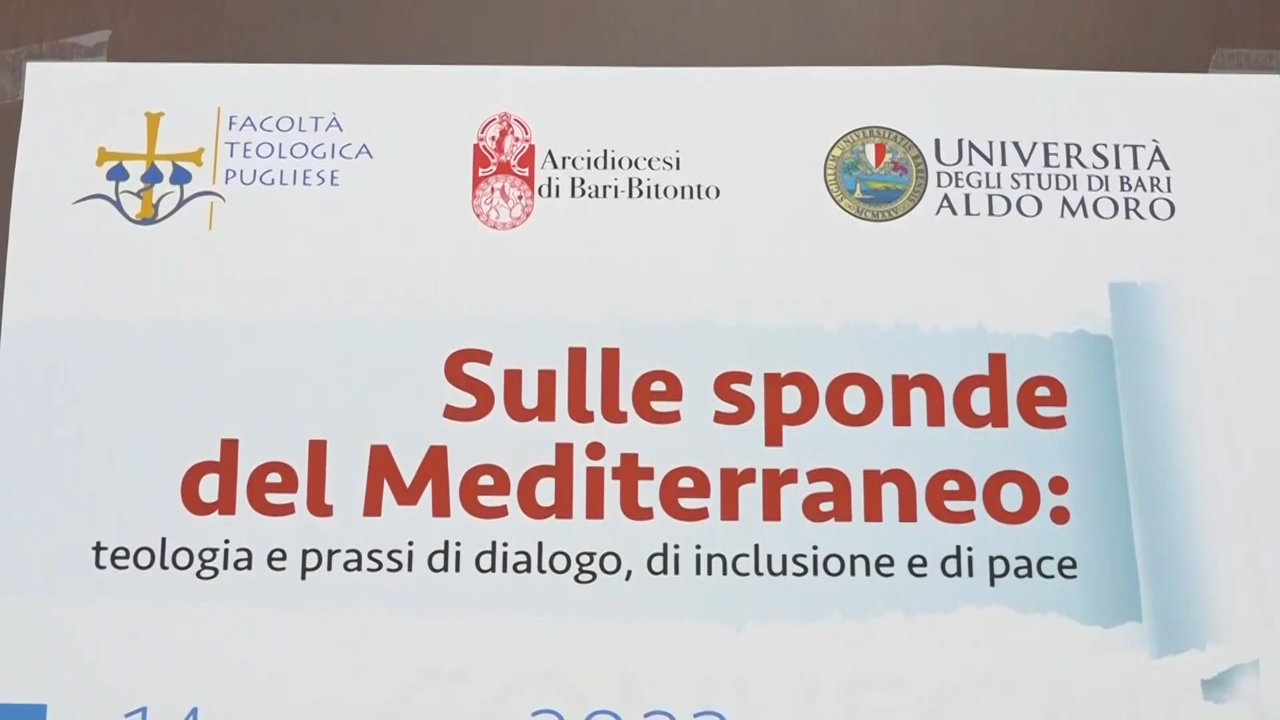 FACOLTÀ
TEOLOGICA
PUGLIESE
Arcidiocesi
di Bari-Bitonto
UNIVERSITÀ
DEGLI STUDI DI BARI
ALDO MORO
Sulle sponde
del Mediterraneo:
teologia e prassi di dialogo, di inclusione e di pace